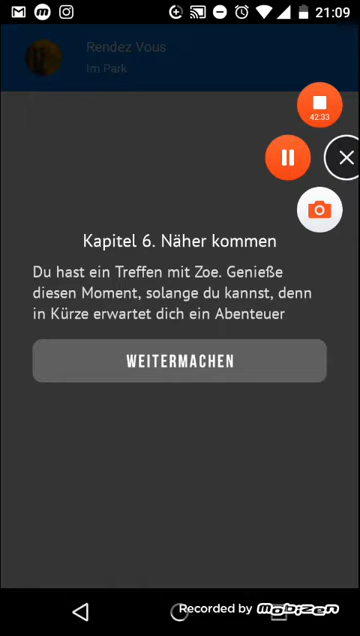 21:09
Rendez Vous
Im Park
42:33
Kapitel 6. Näher kommen
Du hast ein Treffen mit Zoe. Genieße
diesen Moment, solange du kannst, denn
in Kürze erwartet dich ein Abenteuer
WEITERMACHEN
Recorded by mobizen